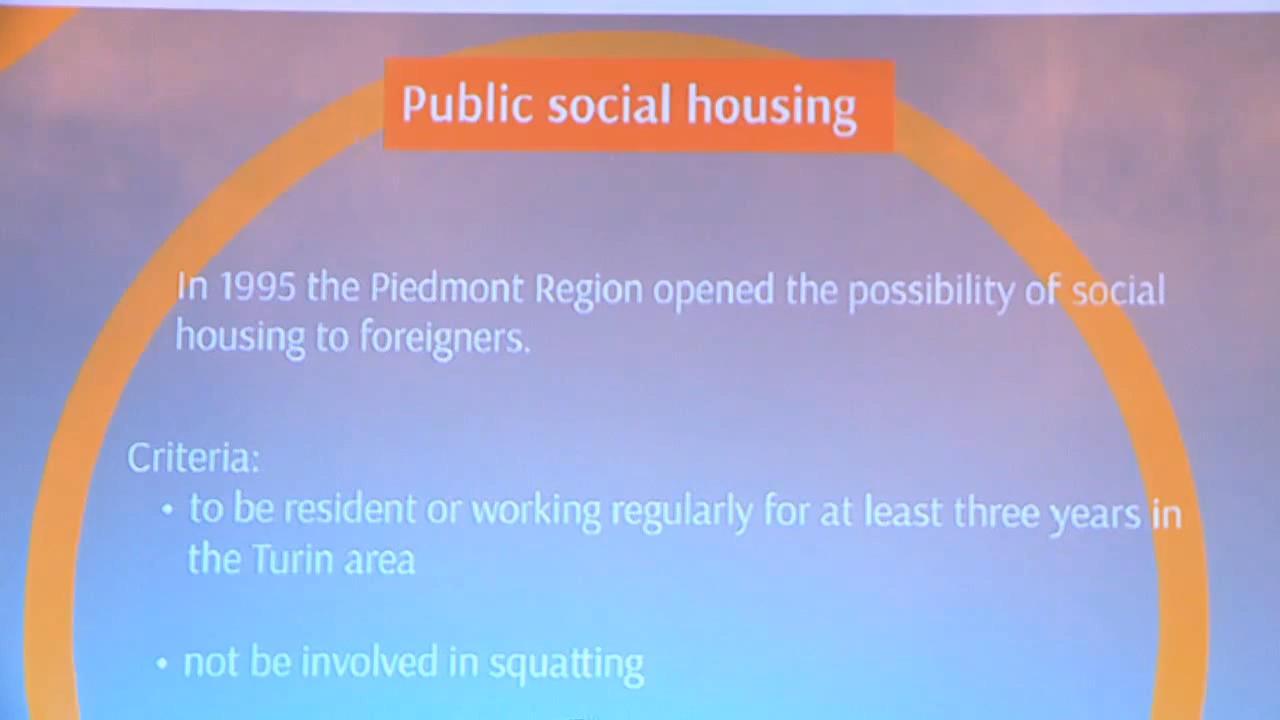 Public social housing
In 1995 the Piedmont Region opened the possibility of social
housing to foreigners.
Criteria:
• to be resident or working regularly for at least three years in
the Turin area
• not be involved in squatting